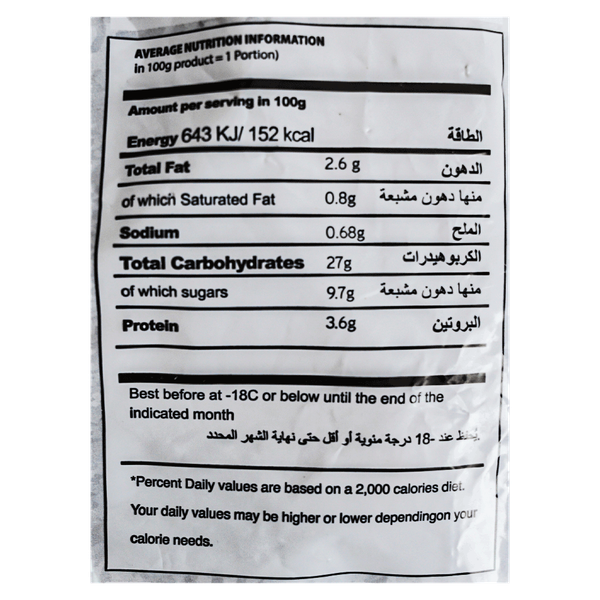 AVERAGE NUTRITION INFORMATION
in 100g product = 1 Portion)
Amount per serving in 100g
Energy 643 KJ/ 152 kcal الطاقة
Total Fat 2.6 g الدهون
of which Saturated Fat 0.8g منها دهون مشبعة
Sodium 0.68g الملح
Total Carbohydrates 27g الكربوهيدرات
of which sugars 9.7g منها دهون مشبعة
Protein 3.6g البروتين
Best before at -18C or below until the end of the
indicated month
يُحفظ عند -18 درجة مئوية أو أقل حتى نهاية الشهر المحدد.
*Percent Daily values are based on a 2,000 calories diet.
Your daily values may be higher or lower dependingon your
calorie needs.